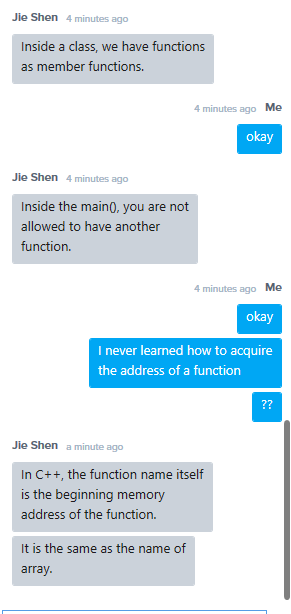 Jie Shen 4 minutes ago
Inside a class, we have functions
as member functions.
4 minutes ago Me
okay
Jie Shen 4 minutes ago
Inside the main(), you are not
allowed to have another
function.
4 minutes ago Me
okay
I never learned how to acquire
the address of a function
??
Jie Shen a minute ago
In C++, the function name itself
is the beginning memory
address of the function.
It is the same as the name of
array.